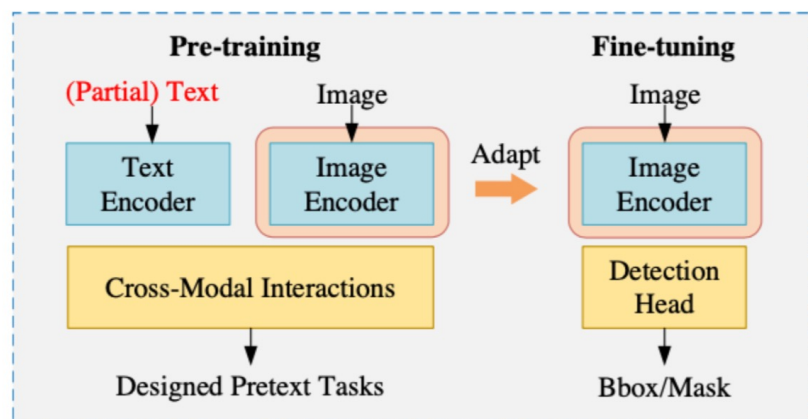 Pre-training
Fine-tuning
(Partial) Text
Image
Image
Text
Encoder
Image
Encoder
Adapt
Image
Encoder
Cross-Modal Interactions
Detection
Head
Designed Pretext Tasks
Bbox/Mask